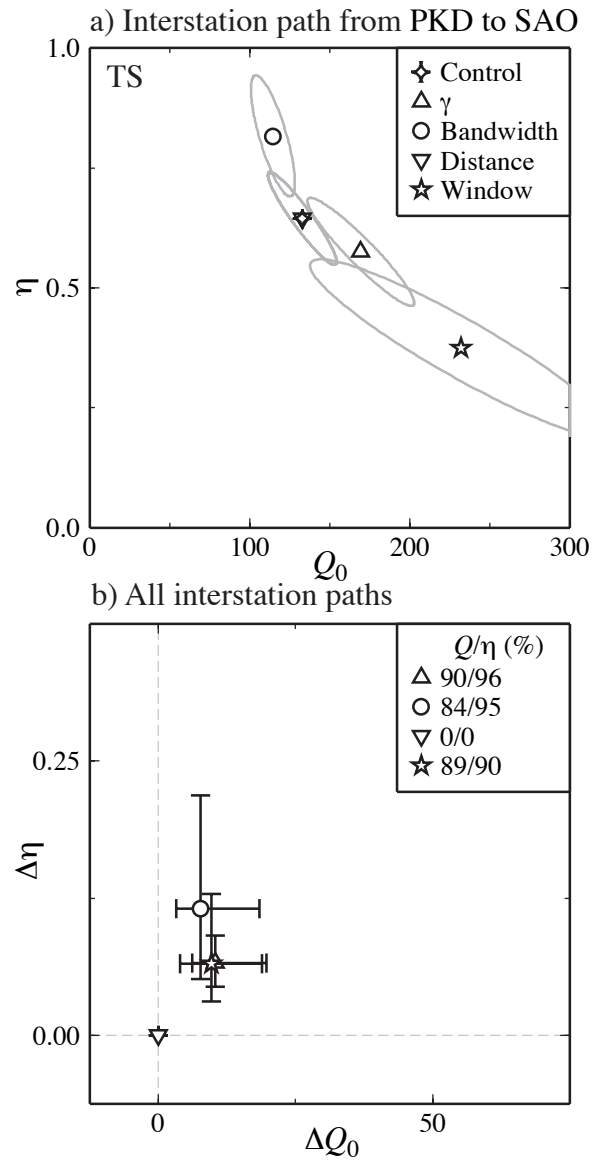 a) Interstation path from PKD to SAO
1.0
TS
Control
γ
Bandwidth
Distance
Window
η
0.5
0.0
0
100
200
300
Q0
b) All interstation paths
Q/η (%)
90/96
84/95
0/0
89/90
0.25
Δη
0.00
0
50
ΔQ0